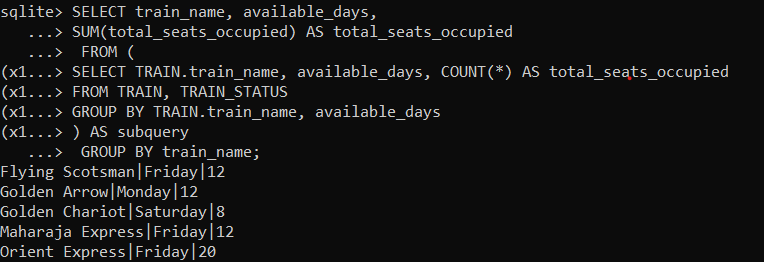 sqlite> SELECT train_name, available_days,
   ...> SUM(total_seats_occupied) AS total_seats_occupied
   ...>  FROM (
(x1...> SELECT TRAIN.train_name, available_days, COUNT(*) AS total_seats_occupied
(x1...> FROM TRAIN, TRAIN_STATUS
(x1...> GROUP BY TRAIN.train_name, available_days
(x1...> ) AS subquery
   ...>  GROUP BY train_name;
Flying Scotsman|Friday|12
Golden Arrow|Monday|12
Golden Chariot|Saturday|8
Maharaja Express|Friday|12
Orient Express|Friday|20